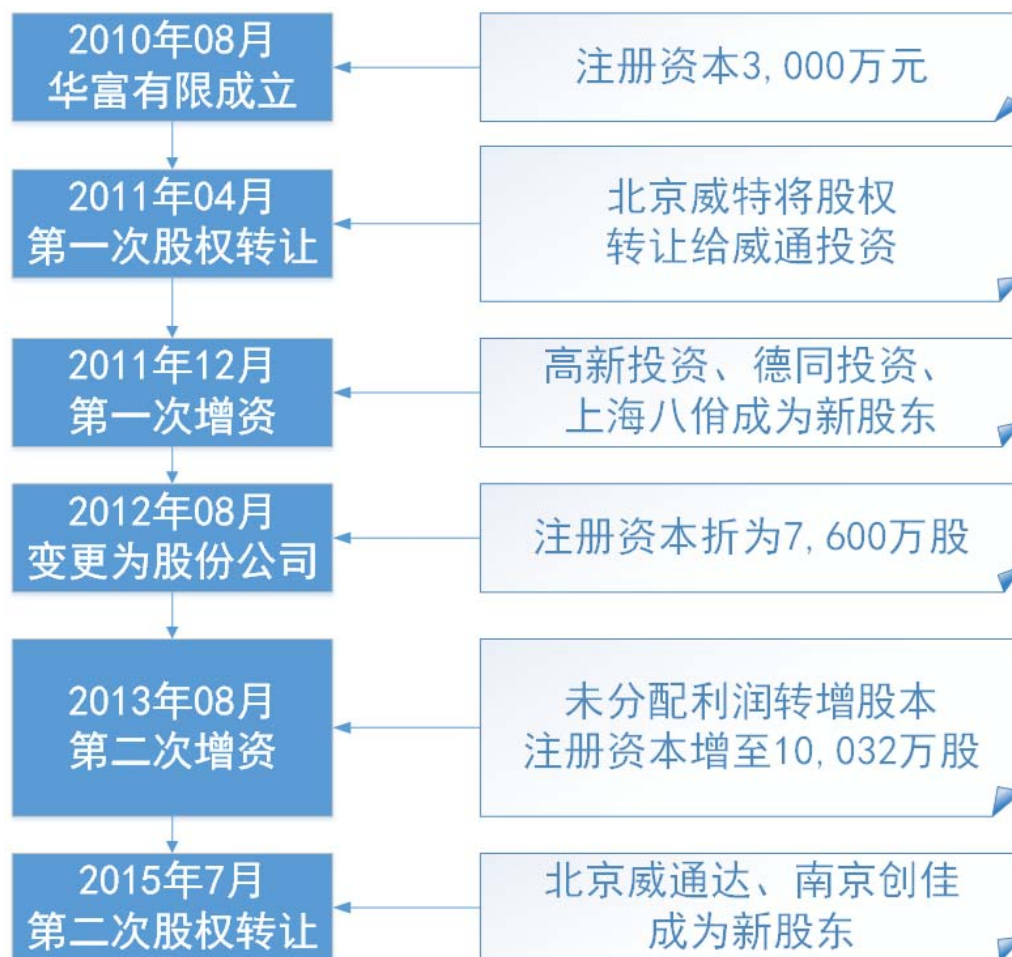 2010年08月
华富有限成立
注册资本3,000万元
2011年04月
第一次股权转让
北京威特将股权
转让给威通投资
2011年12月
第一次增资
高新投资、德同投资、
上海八佾成为新股东
2012年08月
变更为股份公司
注册资本折为7,600万股
2013年08月
第二次增资
未分配利润转增股本
注册资本增至10,032万股
2015年7月
第二次股权转让
北京威通达、南京创佳
成为新股东